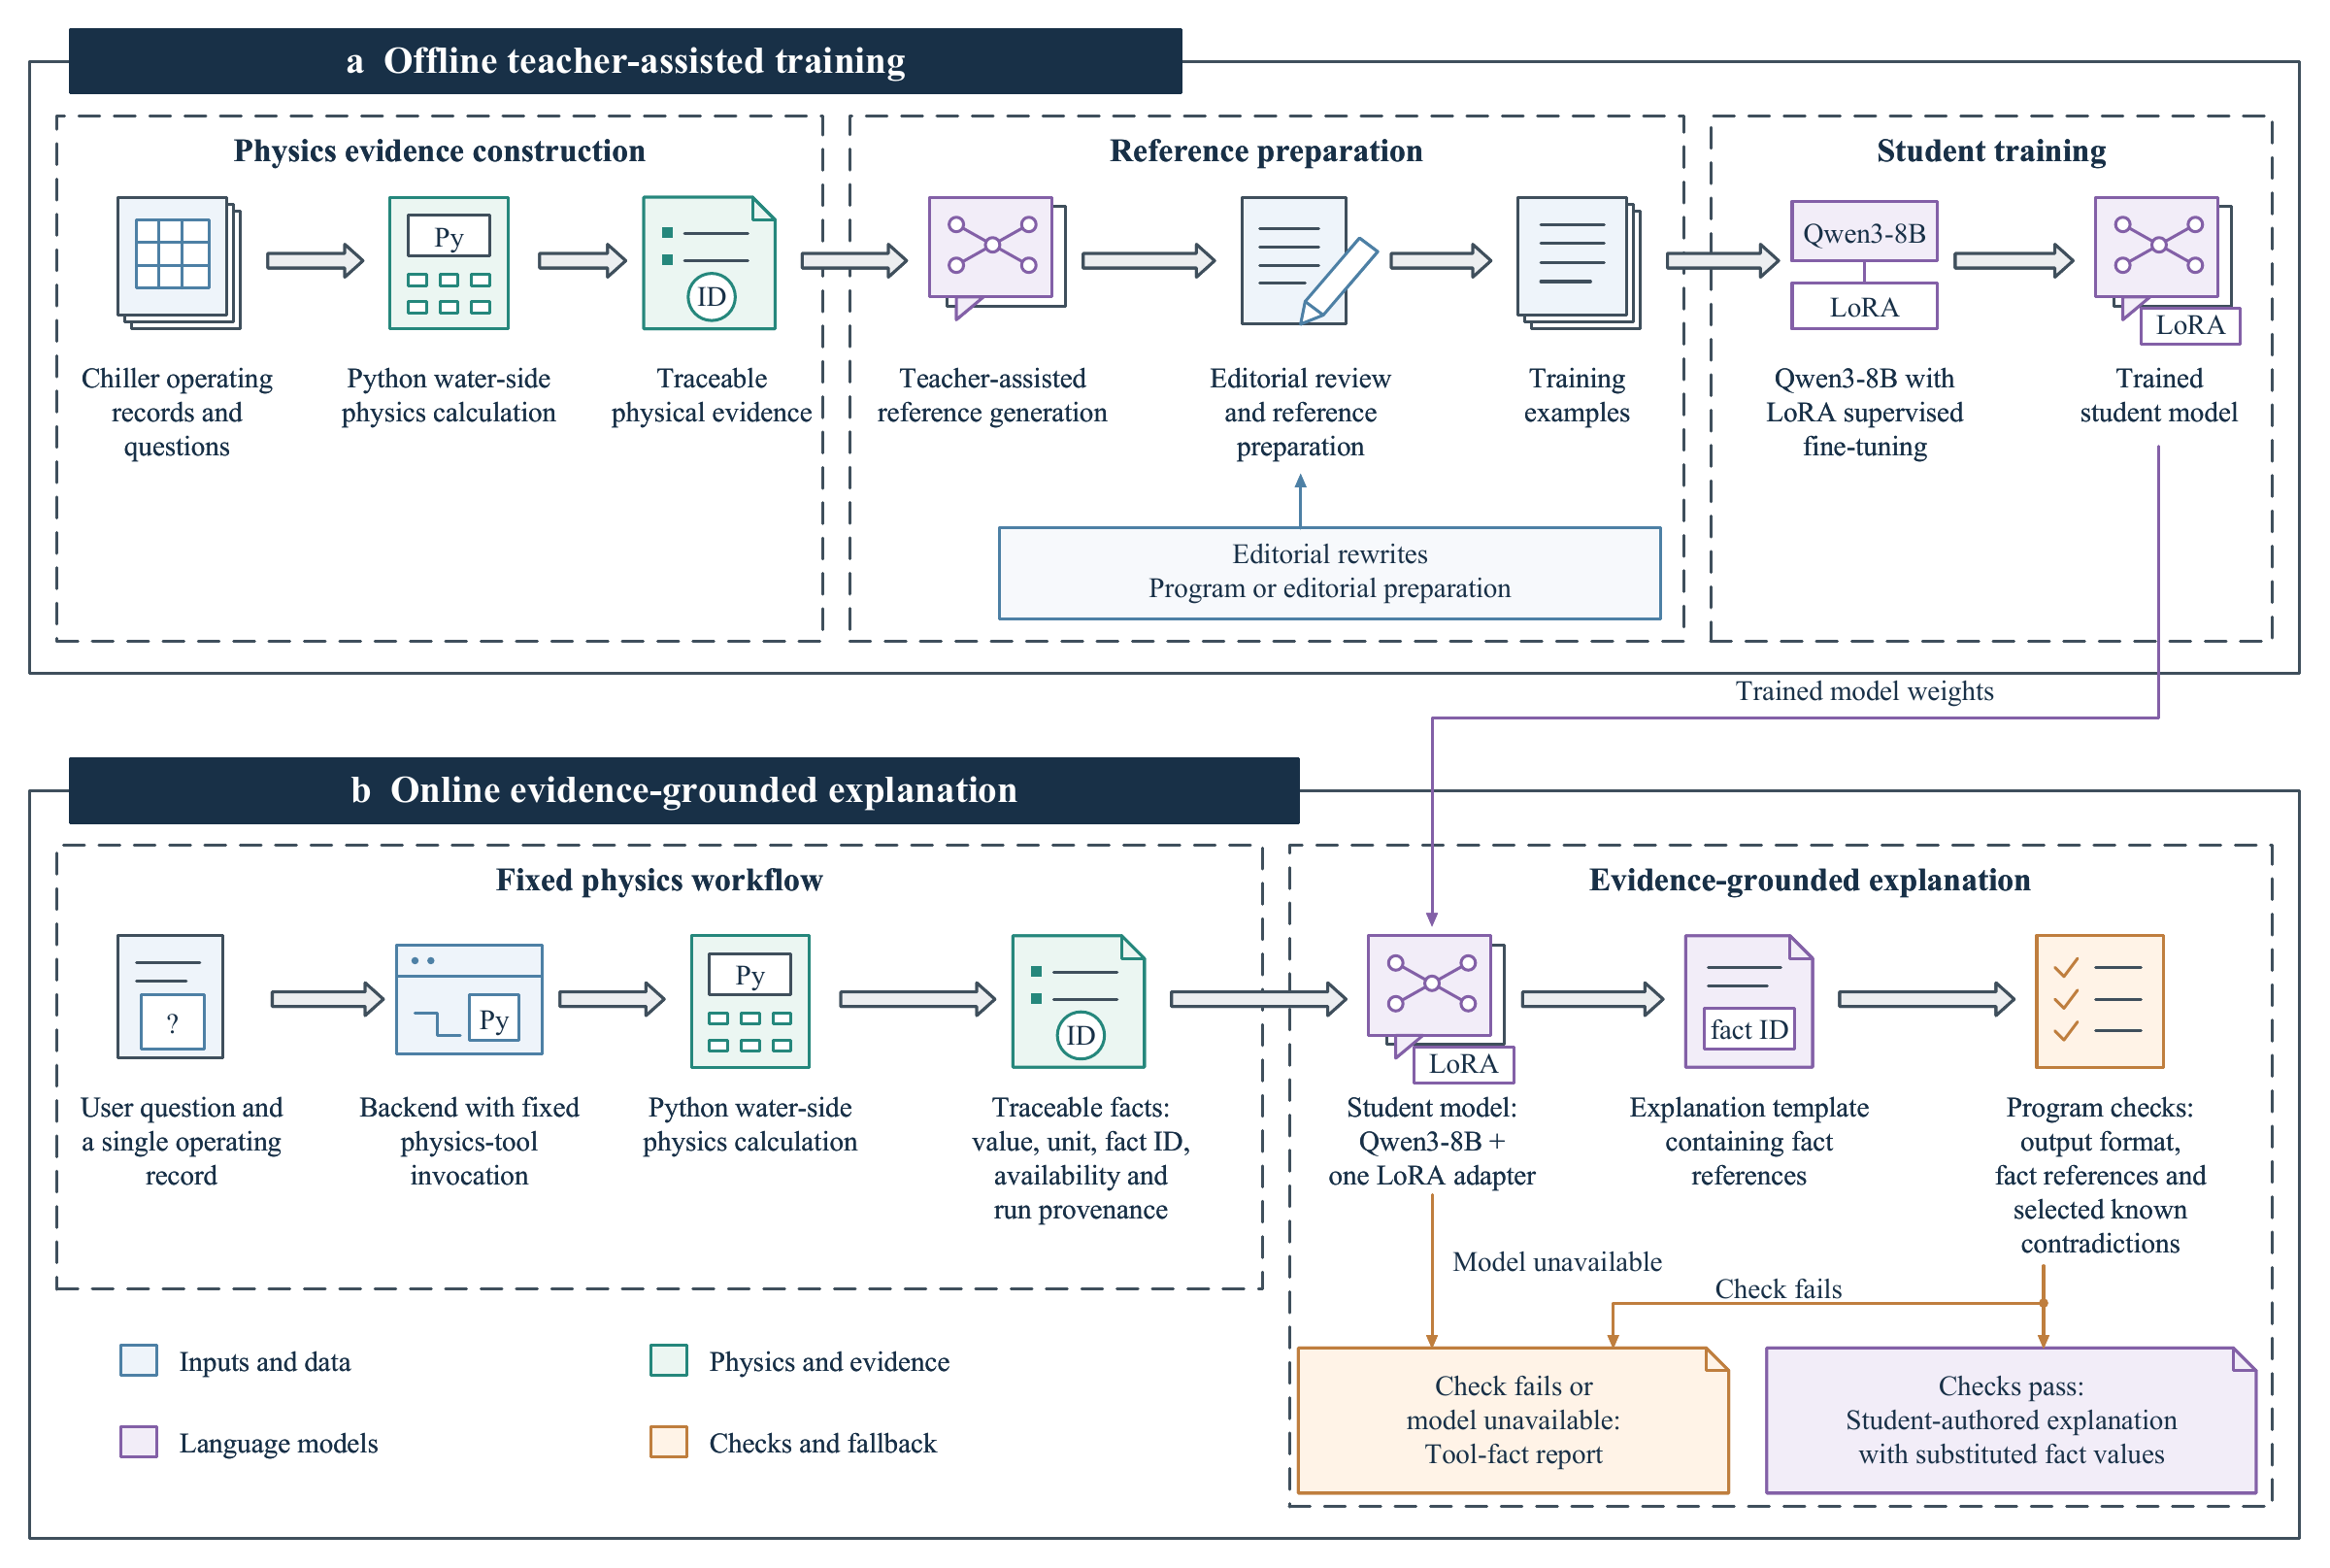 a Offline teacher-assisted training
Physics evidence construction
Reference preparation
Student training
Py
ID
Qwen3-8B
LoRA
LoRA
Chiller operating
records and
questions
Python water-side
physics calculation
Traceable
physical evidence
Teacher-assisted
reference generation
Editorial review
and reference
preparation
Training
examples
Qwen3-8B with
LoRA supervised
fine-tuning
Trained
student model
Editorial rewrites
Program or editorial preparation
Trained model weights
b Online evidence-grounded explanation
Fixed physics workflow
Evidence-grounded explanation
?
Py
Py
ID
LoRA
fact ID
User question and
a single operating
record
Backend with fixed
physics-tool
invocation
Python water-side
physics calculation
Traceable facts:
value, unit, fact ID,
availability and
run provenance
Student model:
Qwen3-8B +
one LoRA adapter
Explanation template
containing fact
references
Program checks:
output format,
fact references and
selected known
contradictions
Model unavailable
Check fails
Inputs and data
Physics and evidence
Language models
Checks and fallback
Check fails or
model unavailable:
Tool-fact report
Checks pass:
Student-authored explanation
with substituted fact values